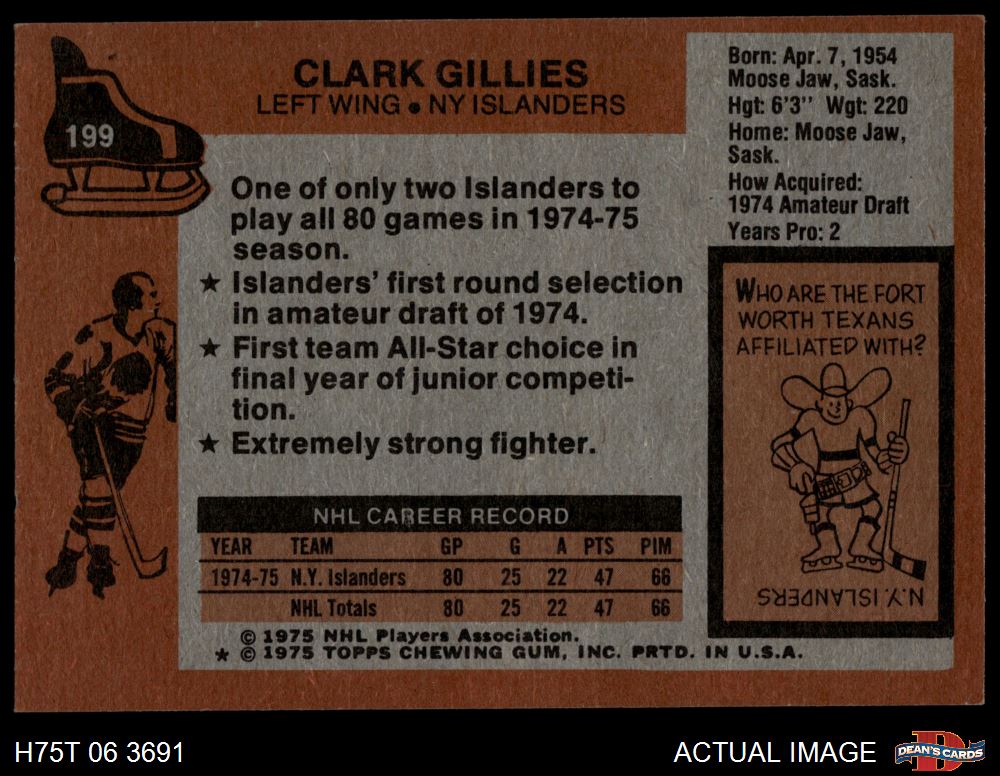 199
CLARK GILLIES
LEFT WING • NY ISLANDERS
One of only two Islanders to
play all 80 games in 1974-75
season.
★ Islanders' first round selection
in amateur draft of 1974.
★ First team All-Star choice in
final year of junior competi-
tion.
★ Extremely strong fighter.
NHL CAREER RECORD
YEAR TEAM GP G A PTS PIM
1974-75 N.Y. Islanders 80 25 22 47 66
NHL Totals 80 25 22 47 66
© 1975 NHL Players Association.
★ © 1975 TOPPS CHEWING GUM, INC. PRTD. IN U.S.A.
Born: Apr. 7, 1954
Moose Jaw, Sask.
Hgt: 6'3'' Wgt: 220
Home: Moose Jaw,
Sask.
How Acquired:
1974 Amateur Draft
Years Pro: 2
WHO ARE THE FORT
WORTH TEXANS
AFFILIATED WITH?
N.Y. ISLANDERS
H75T 06 3691
ACTUAL IMAGE
DEAN'S CARDS